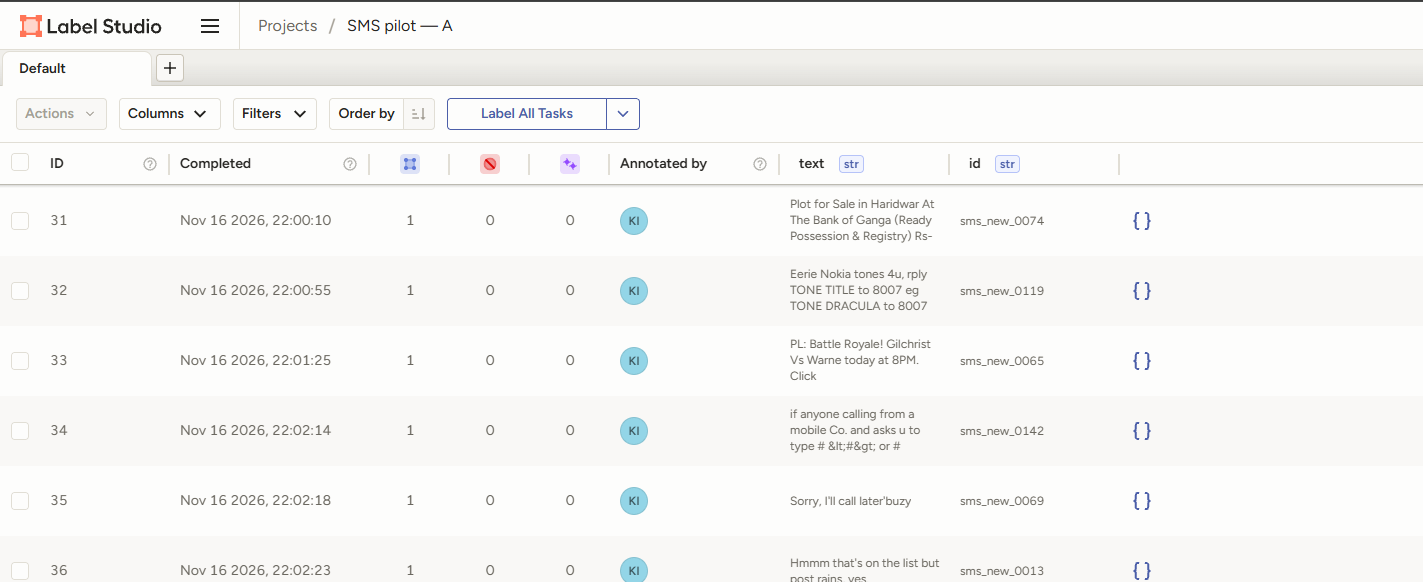 Label Studio
Projects / SMS pilot — A
Default
+
Actions Columns Filters Order by Label All Tasks
ID Completed Annotated by text str id str
31 Nov 16 2026, 22:00:10 1 0 0 KI Plot for Sale in Haridwar At
The Bank of Ganga (Ready
Possession & Registry) Rs- sms_new_0074 {}
32 Nov 16 2026, 22:00:55 1 0 0 KI Eerie Nokia tones 4u, rply
TONE TITLE to 8007 eg
TONE DRACULA to 8007 sms_new_0119 {}
33 Nov 16 2026, 22:01:25 1 0 0 KI PL: Battle Royale! Gilchrist
Vs Warne today at 8PM.
Click sms_new_0065 {}
34 Nov 16 2026, 22:02:14 1 0 0 KI if anyone calling from a
mobile Co. and asks u to
type # &lt;#&gt; or # sms_new_0142 {}
35 Nov 16 2026, 22:02:18 1 0 0 KI Sorry, I'll call later'buzy sms_new_0069 {}
36 Nov 16 2026, 22:02:23 1 0 0 KI Hmmm that's on the list but
post rains, yes sms_new_0013 {}